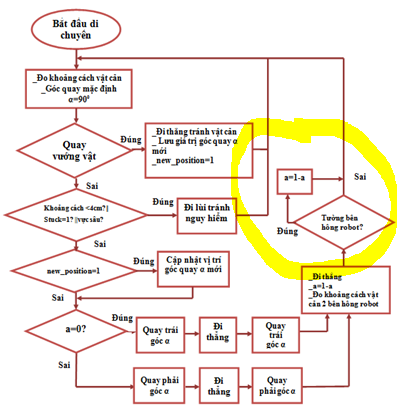 Bắt đầu di
chuyển
_Đo khoảng cách vật cản
_Góc quay mặc định
α=90⁰
Quay
vướng vật
Đúng
_Đi thẳng tránh vật cản
_ Lưu giá trị góc quay α
mới
_new_position=1
Sai
Khoảng cách <4cm? |
Stuck=1? |vực sâu?
Đúng
Đi lùi tránh
nguy hiểm
Sai
new_position=1
Đúng
Cập nhật vị trí
góc quay α mới
Sai
a=0?
Đúng
Quay trái
góc α
Đi
thẳng
Quay
trái
góc α
Sai
Quay phải
góc α
Đi
thẳng
Quay
phải góc α
_Đi thẳng
_a=1-a
_Đo khoảng cách vật
cản 2 bên hông robot
Tường bên
hông robot?
Đúng
a=1-a
Sai